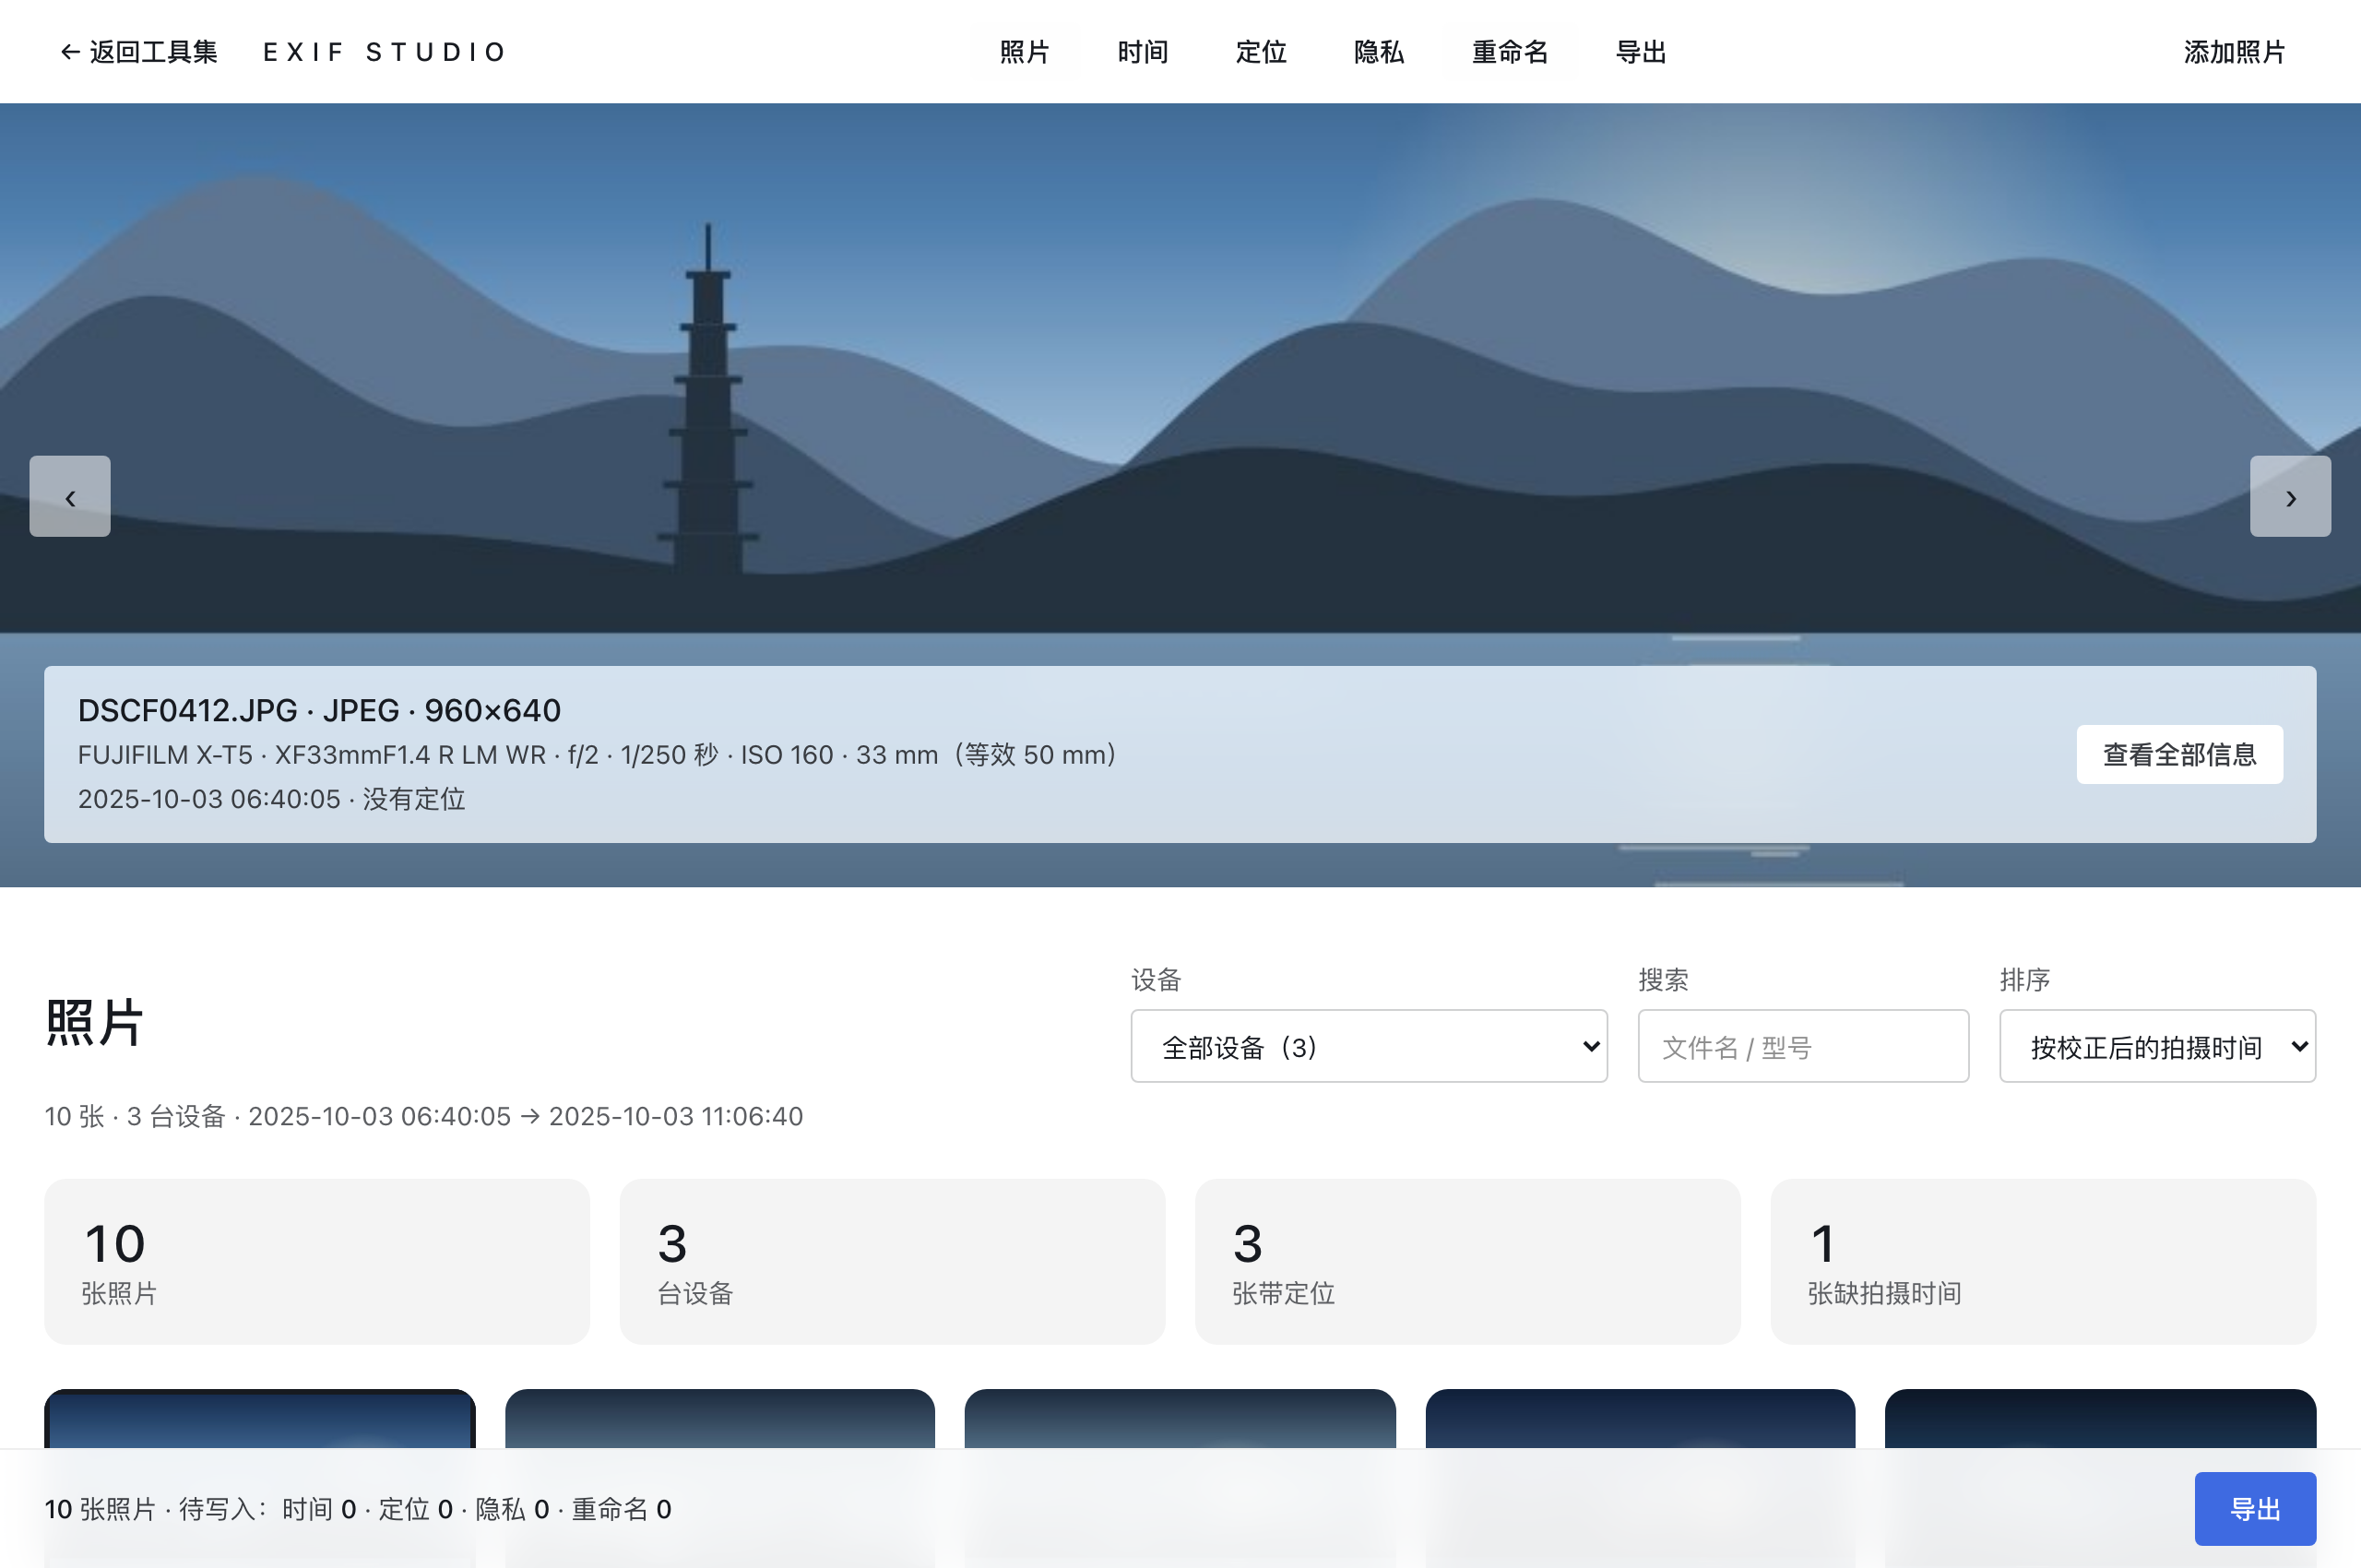 ← 返回工具集
EXIF STUDIO
照片
时间
定位
隐私
重命名
导出
添加照片
‹
›
DSCF0412.JPG · JPEG · 960×640
FUJIFILM X-T5 · XF33mmF1.4 R LM WR · f/2 · 1/250 秒 · ISO 160 · 33 mm（等效 50 mm）
2025-10-03 06:40:05 · 没有定位
查看全部信息
照片
10 张 · 3 台设备 · 2025-10-03 06:40:05 → 2025-10-03 11:06:40
设备
全部设备（3）
搜索
文件名 / 型号
排序
按校正后的拍摄时间
10
张照片
3
台设备
3
张带定位
1
张缺拍摄时间
10 张照片 · 待写入：时间 0 · 定位 0 · 隐私 0 · 重命名 0
导出